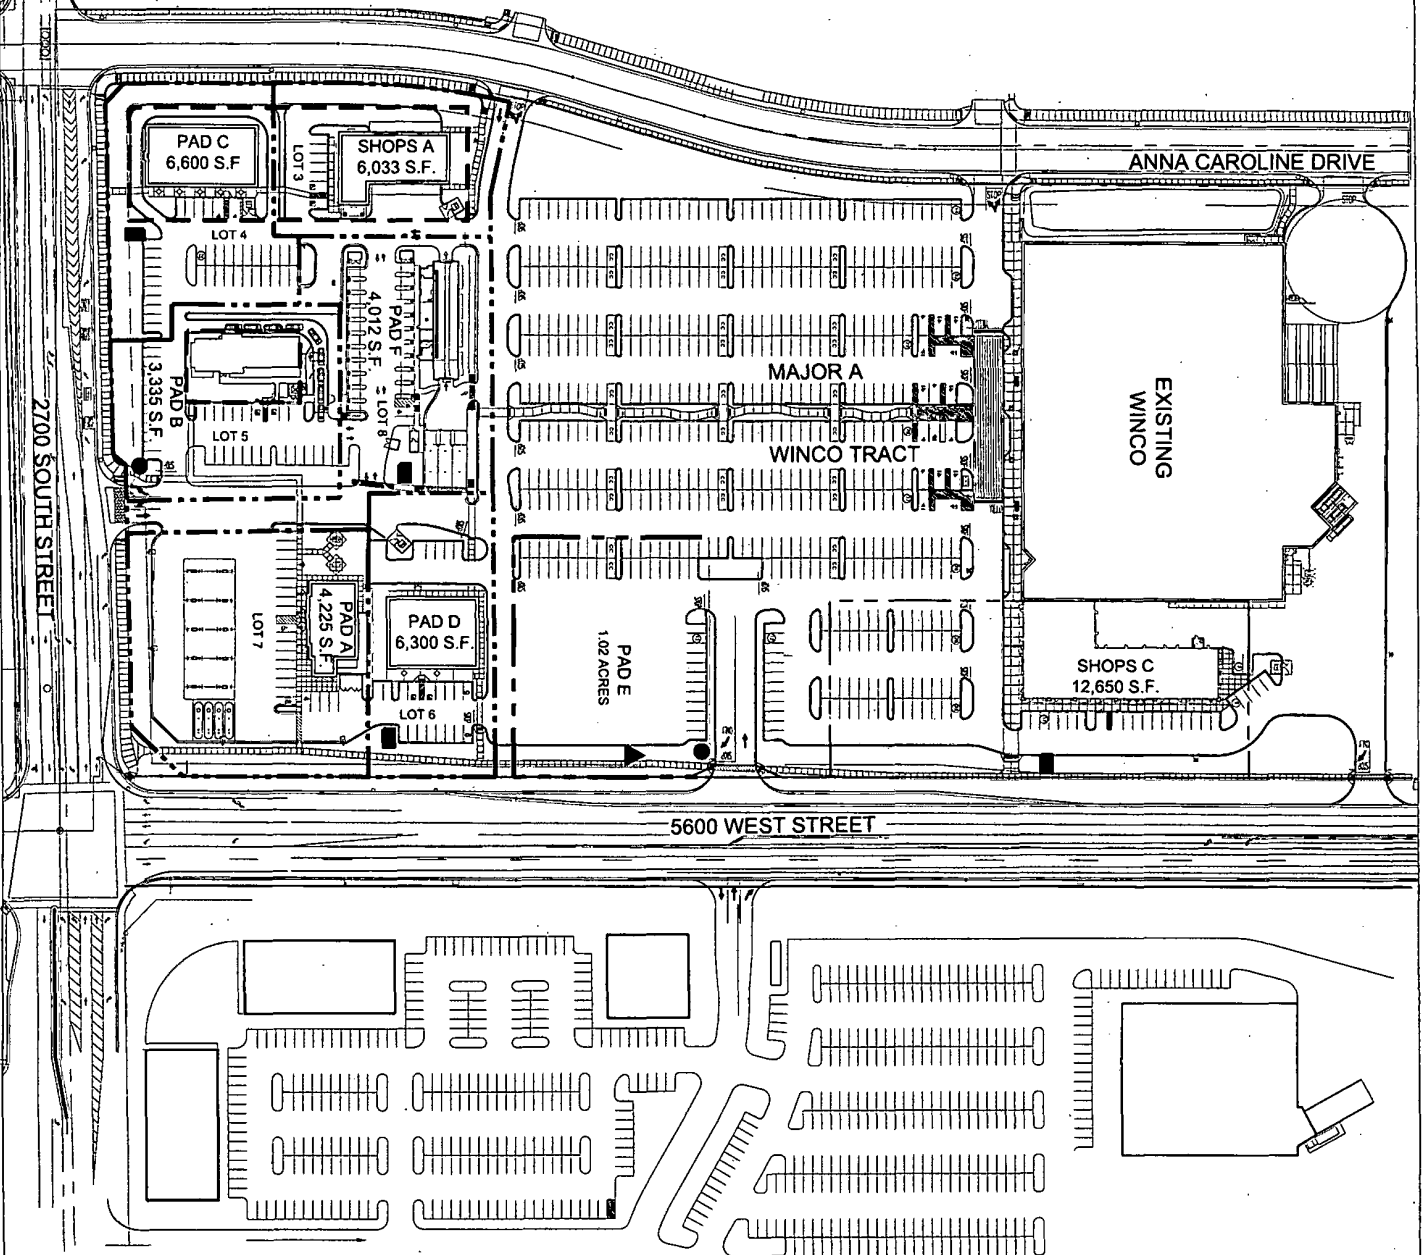 ANNA CAROLINE DRIVE
PAD C
6,600 S.F
SHOPS A
6,033 S.F.
LOT 3
LOT 4
PAD F
4,012 S.F.
LOT 8
PAD B
3,335 S.F.
LOT 5
MAJOR A
WINCO TRACT
EXISTING
WINCO
2700 SOUTH STREET
LOT 7
PAD A
4,225 S.F
PAD D
6,300 S.F.
LOT 6
PAD E
1.02 ACRES
SHOPS C
12,650 S.F.
5600 WEST STREET